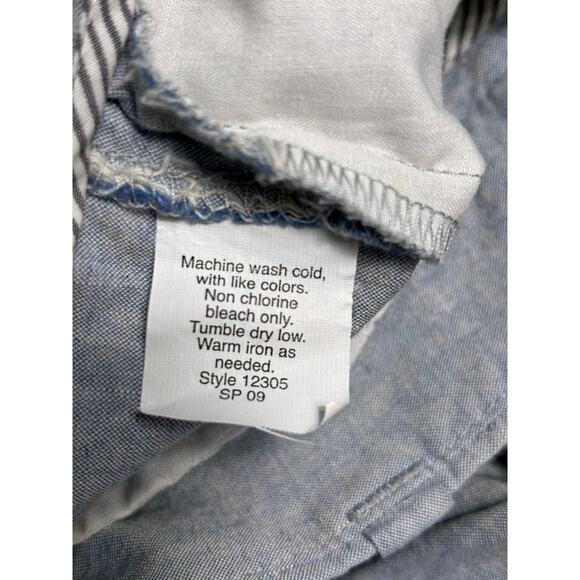 Machine wash cold,
with like colors.
Non chlorine
bleach only.
Tumble dry low.
Warm iron as
needed.
Style 12305
SP 09